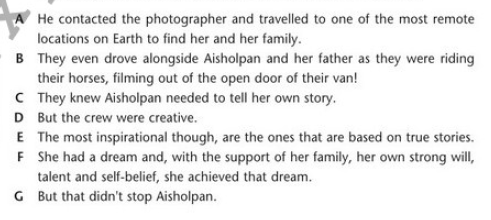 A He contacted the photographer and travelled to one of the most remote
locations on Earth to find her and her family.
B They even drove alongside Aisholpan and her father as they were riding
their horses, filming out of the open door of their van!
C They knew Aisholpan needed to tell her own story.
D But the crew were creative.
E The most inspirational though, are the ones that are based on true stories.
F She had a dream and, with the support of her family, her own strong will,
talent and self-belief, she achieved that dream.
G But that didn't stop Aisholpan.